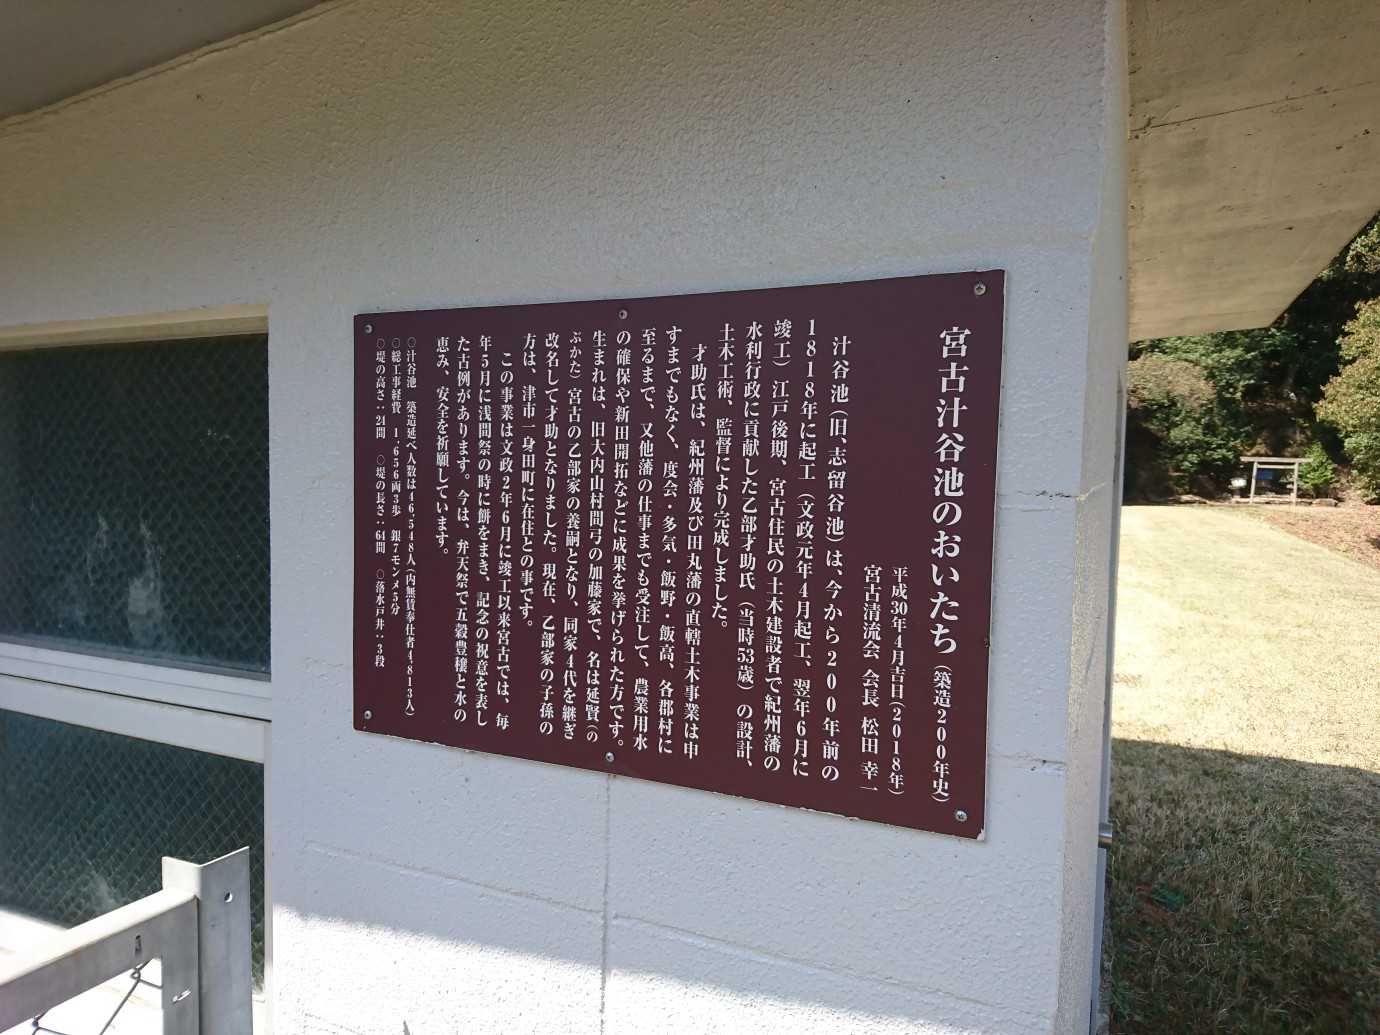 宮古汁谷池のおいたち（築造200年史）
平成30年4月吉日（2018年）
宮古清流会 会長 松田 幸一
汁谷池（旧、志留谷池）は、今から200年前の
1818年に起工（文政元年4月起工、翌年6月に
竣工）江戸後期、宮古住民の土木建設者で紀州藩の
水利行政に貢献した乙部才助氏（当時53歳）の設計、
土木工術、監督により完成しました。
才助氏は、紀州藩及び田丸藩の直轄土木事業は申
すまでもなく、度会・多気・飯野・飯高、各郡村に
至るまで、又他藩の仕事までも受注して、農業用水
の確保や新田開拓などに成果を挙げられた方です。
生まれは、旧大内山村間弓の加藤家で、名は延賢（の
ぶかた）宮古の乙部家の養嗣となり、同家4代を継ぎ
改名して才助となりました。現在、乙部家の子孫の
方は、津市一身田町に在住との事です。
この事業は文政2年6月に竣工以来宮古では、毎
年5月に浅間祭の時に餅をまき、記念の祝意を表し
た古例があります。今は、弁天祭で五穀豊穣と水の
恵み、安全を祈願しています。
○汁谷池 築造延べ人数は46,548人（内無賃奉仕者4,813人）
○総工事経費 1,656両3歩 銀7モンメ5分
○堤の高さ：21間 ○堤の長さ：64間 ○落水戸井：3段